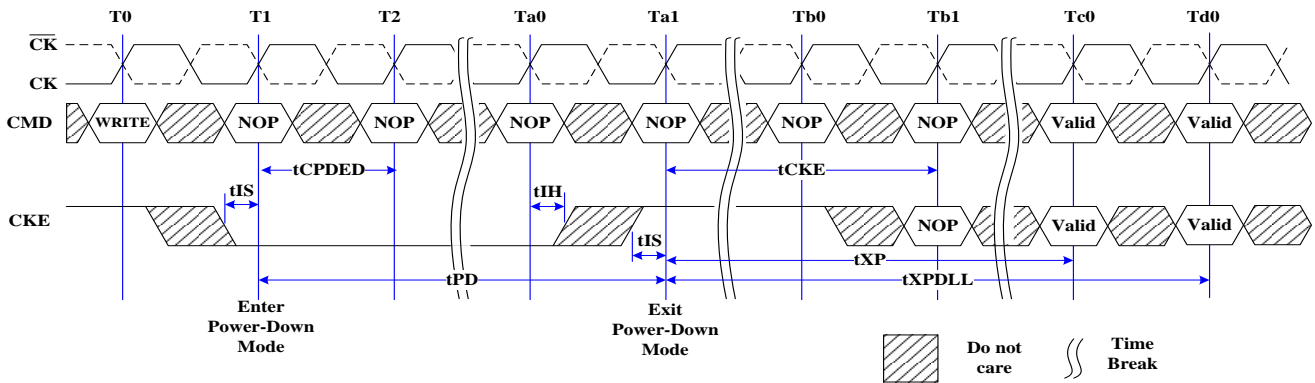 T0 T1 T2 Ta0 Ta1 Tb0 Tb1 Tc0 Td0
CK
CK
CMD WRITE NOP NOP NOP NOP NOP NOP Valid Valid
tCPDED tCKE
tIS tIH
CKE NOP Valid Valid
tIS
tXP
tPD tXPDLL
Enter
Power-Down
Mode
Exit
Power-Down
Mode
Do not
care
Time
Break